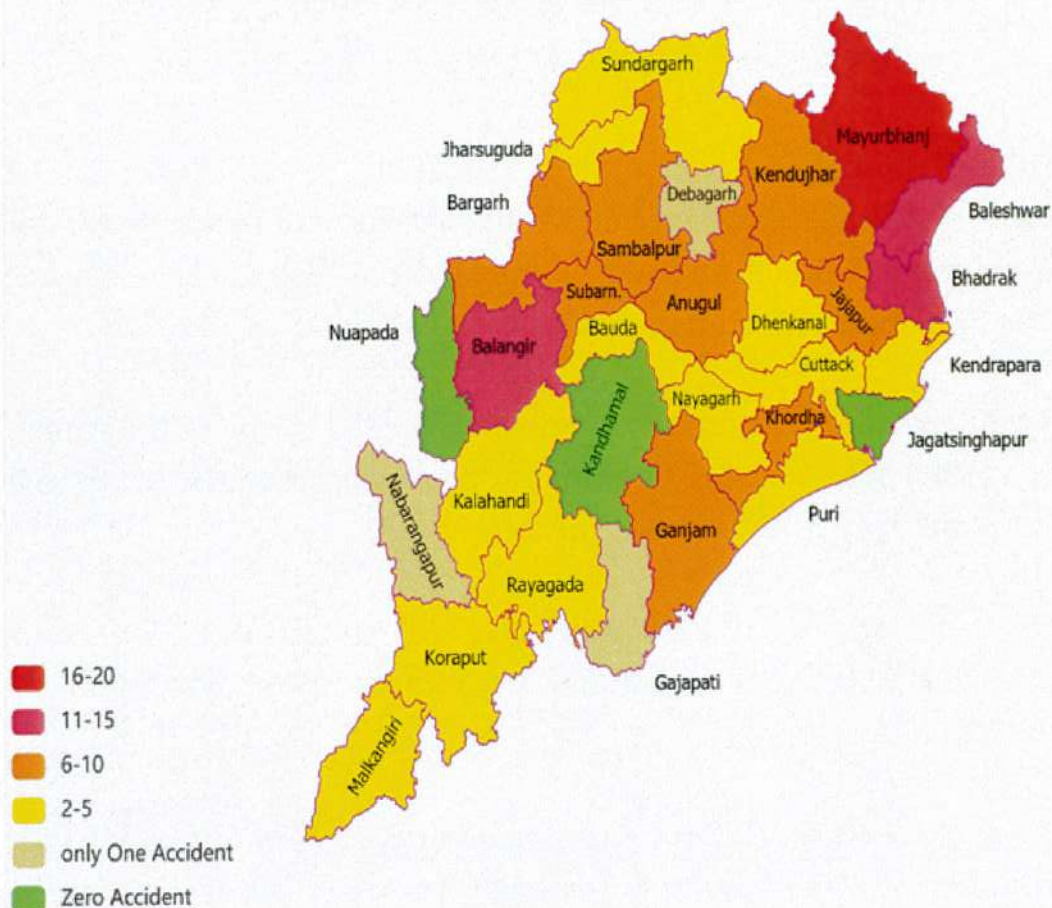 Sundargarh
Mayurbhanj
Jharsuguda
Kendujhar
Debagarh
Bargarh
Baleshwar
Sambalpur
Bhadrak
Subarn.
Anugul
Jajapur
Nuapada
Bauda
Dhenkanal
Balangir
Cuttack
Kendrapara
Nayagarh
Khordha
Kandhamal
Jagatsinghapur
Nabarangapur
Kalahandi
Puri
Ganjam
Rayagada
Koraput
Gajapati
Malkangiri
16-20
11-15
6-10
2-5
only One Accident
Zero Accident